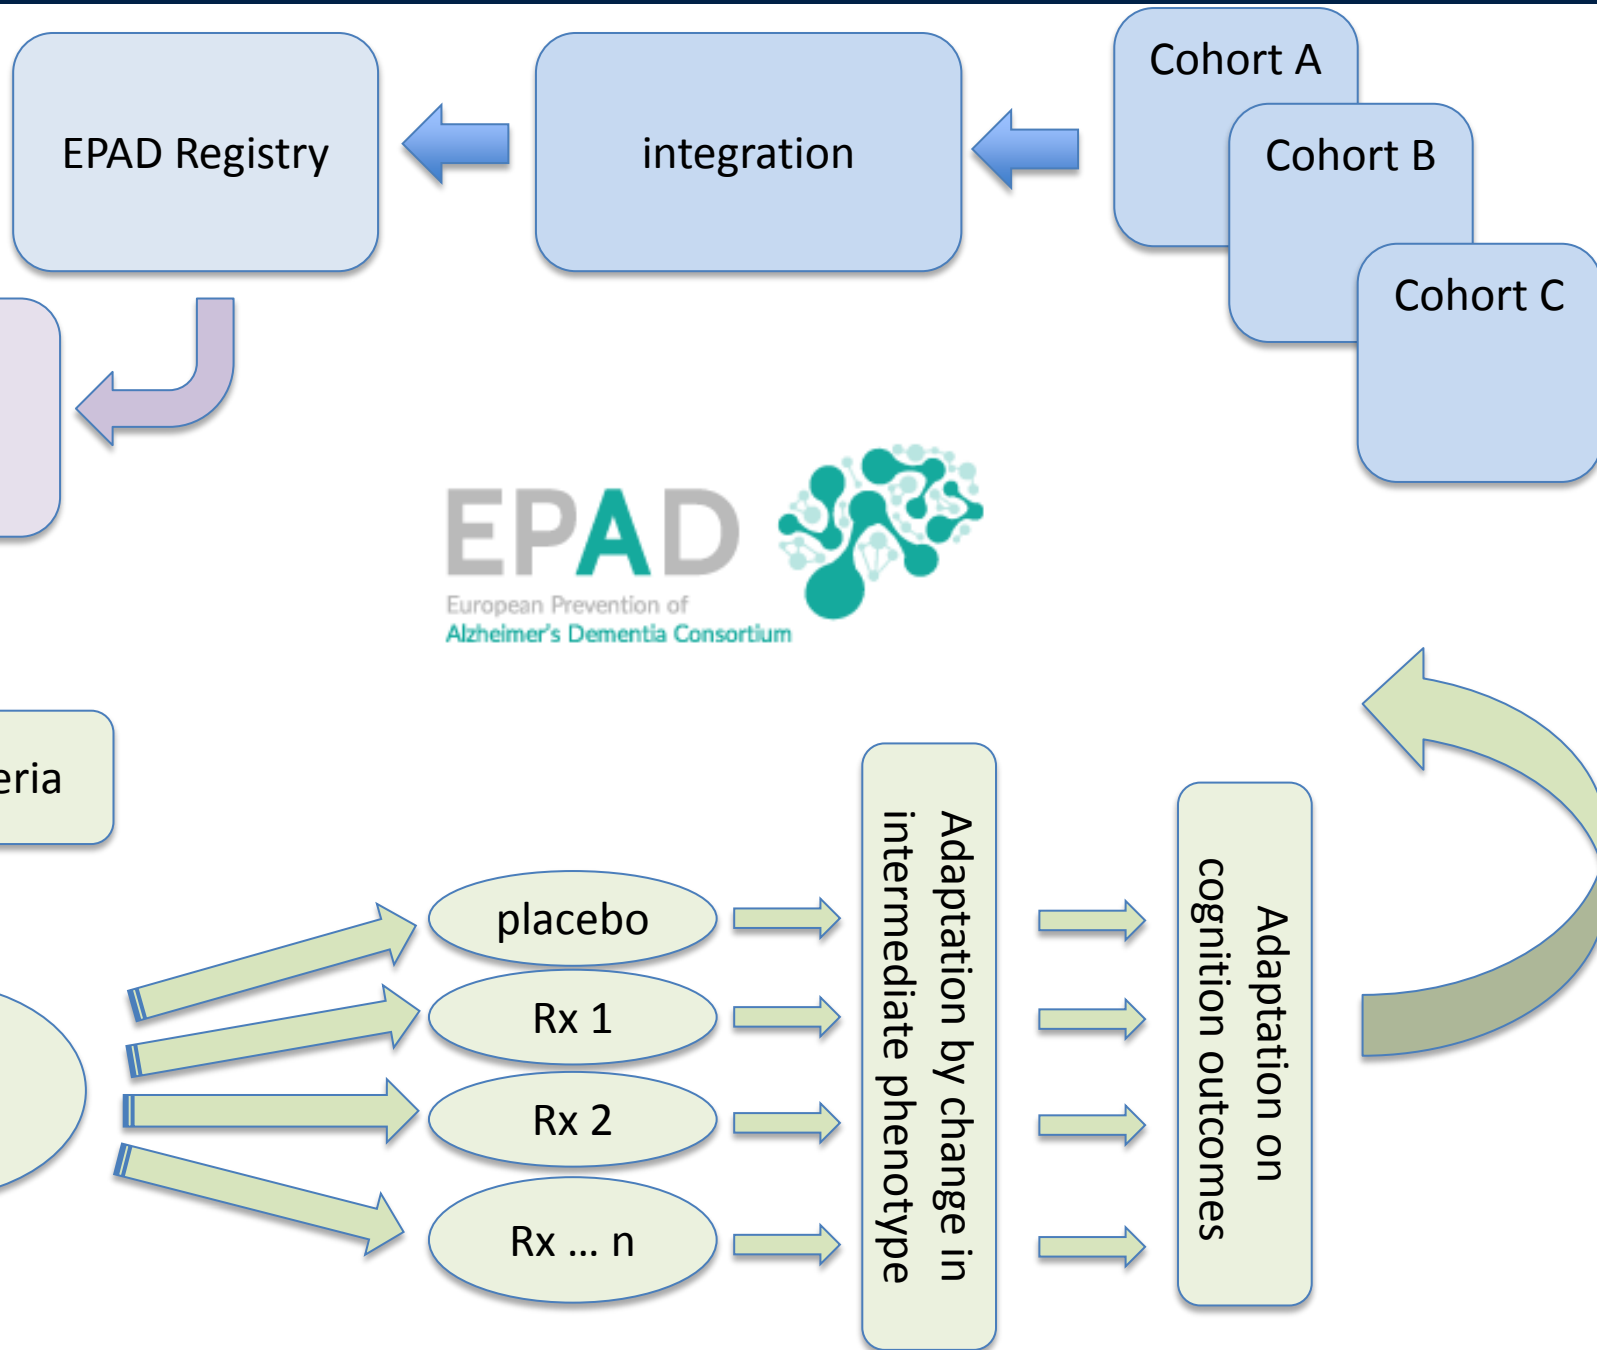 Cohort A
EPAD Registry
integration
Cohort B
Cohort C
EPAD
European Prevention of
Alzheimer's Dementia Consortium
eria
placebo
Rx 1
Rx 2
Rx ... n
Adaptation by change in
intermediate phenotype
Adaptation on
cognition outcomes